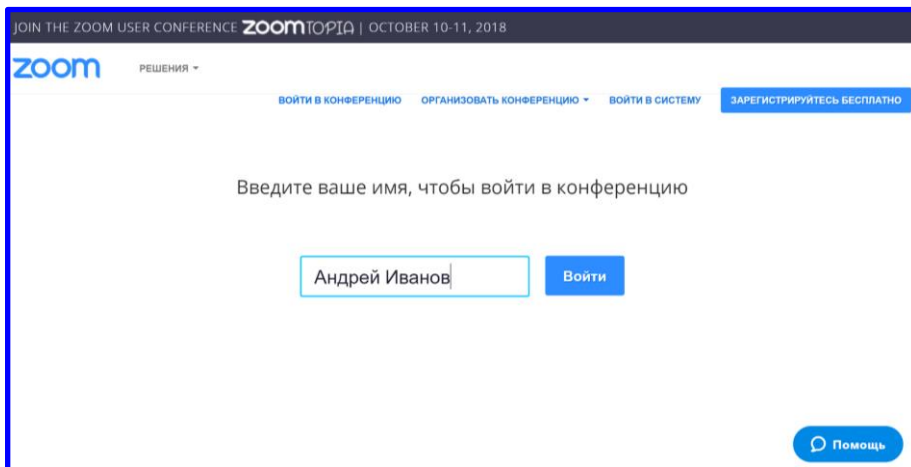 JOIN THE ZOOM USER CONFERENCE ZOOMTOPIA | OCTOBER 10-11, 2018
zoom РЕШЕНИЯ
ВОЙТИ В КОНФЕРЕНЦИЮ ОРГАНИЗОВАТЬ КОНФЕРЕНЦИЮ ВОЙТИ В СИСТЕМУ ЗАРЕГИСТРИРУЙТЕСЬ БЕСПЛАТНО
Введите ваше имя, чтобы войти в конференцию
Андрей Иванов Войти
Помощь